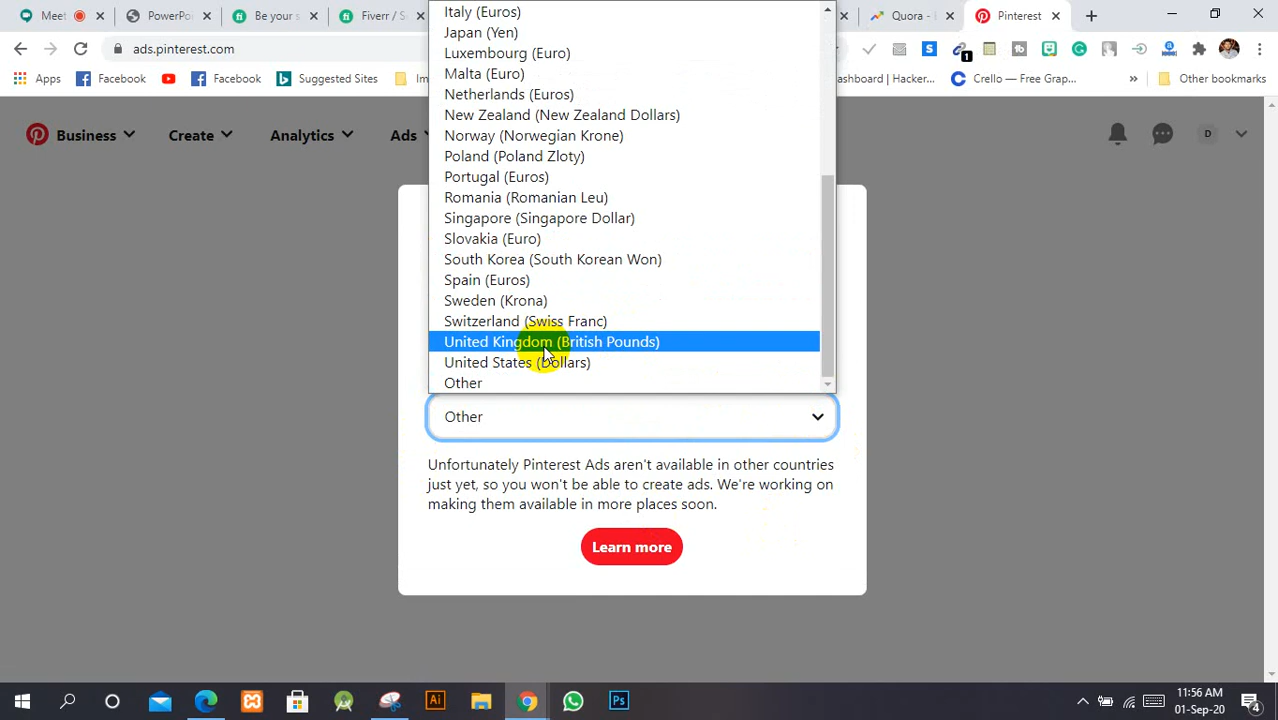 Meet
PowerPoi
Be your s
Fiverr / Su
Quora -
Pinterest
ads.pinterest.com
1
Apps
Facebook
Facebook
Suggested Sites
Im
ashboard | Hacker...
Crello — Free Grap...
»
Other bookmarks
Business
Create
Analytics
Ads
D
Italy (Euros)
Japan (Yen)
Luxembourg (Euro)
Malta (Euro)
Netherlands (Euros)
New Zealand (New Zealand Dollars)
Norway (Norwegian Krone)
Poland (Poland Zloty)
Portugal (Euros)
Romania (Romanian Leu)
Singapore (Singapore Dollar)
Slovakia (Euro)
South Korea (South Korean Won)
Spain (Euros)
Sweden (Krona)
Switzerland (Swiss Franc)
United Kingdom (British Pounds)
United States (Dollars)
Other
Other
Unfortunately Pinterest Ads aren't available in other countries
just yet, so you won't be able to create ads. We're working on
making them available in more places soon.
Learn more
Ai
Ps
11:56 AM
01-Sep-20
4